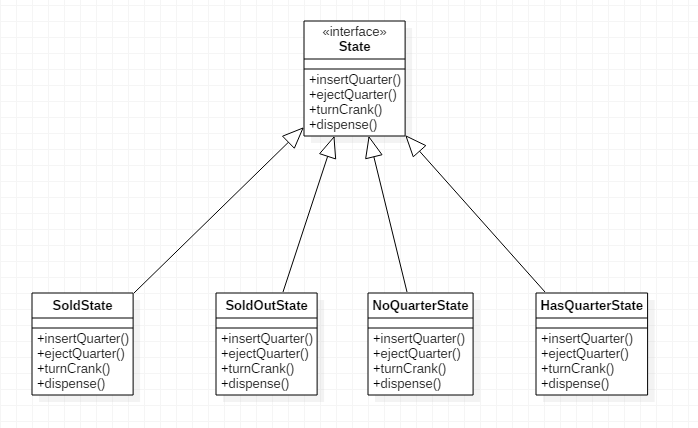 «interface»
State
+insertQuarter()
+ejectQuarter()
+turnCrank()
+dispense()
SoldState
+insertQuarter()
+ejectQuarter()
+turnCrank()
+dispense()
SoldOutState
+insertQuarter()
+ejectQuarter()
+turnCrank()
+dispense()
NoQuarterState
+insertQuarter()
+ejectQuarter()
+turnCrank()
+dispense()
HasQuarterState
+insertQuarter()
+ejectQuarter()
+turnCrank()
+dispense()